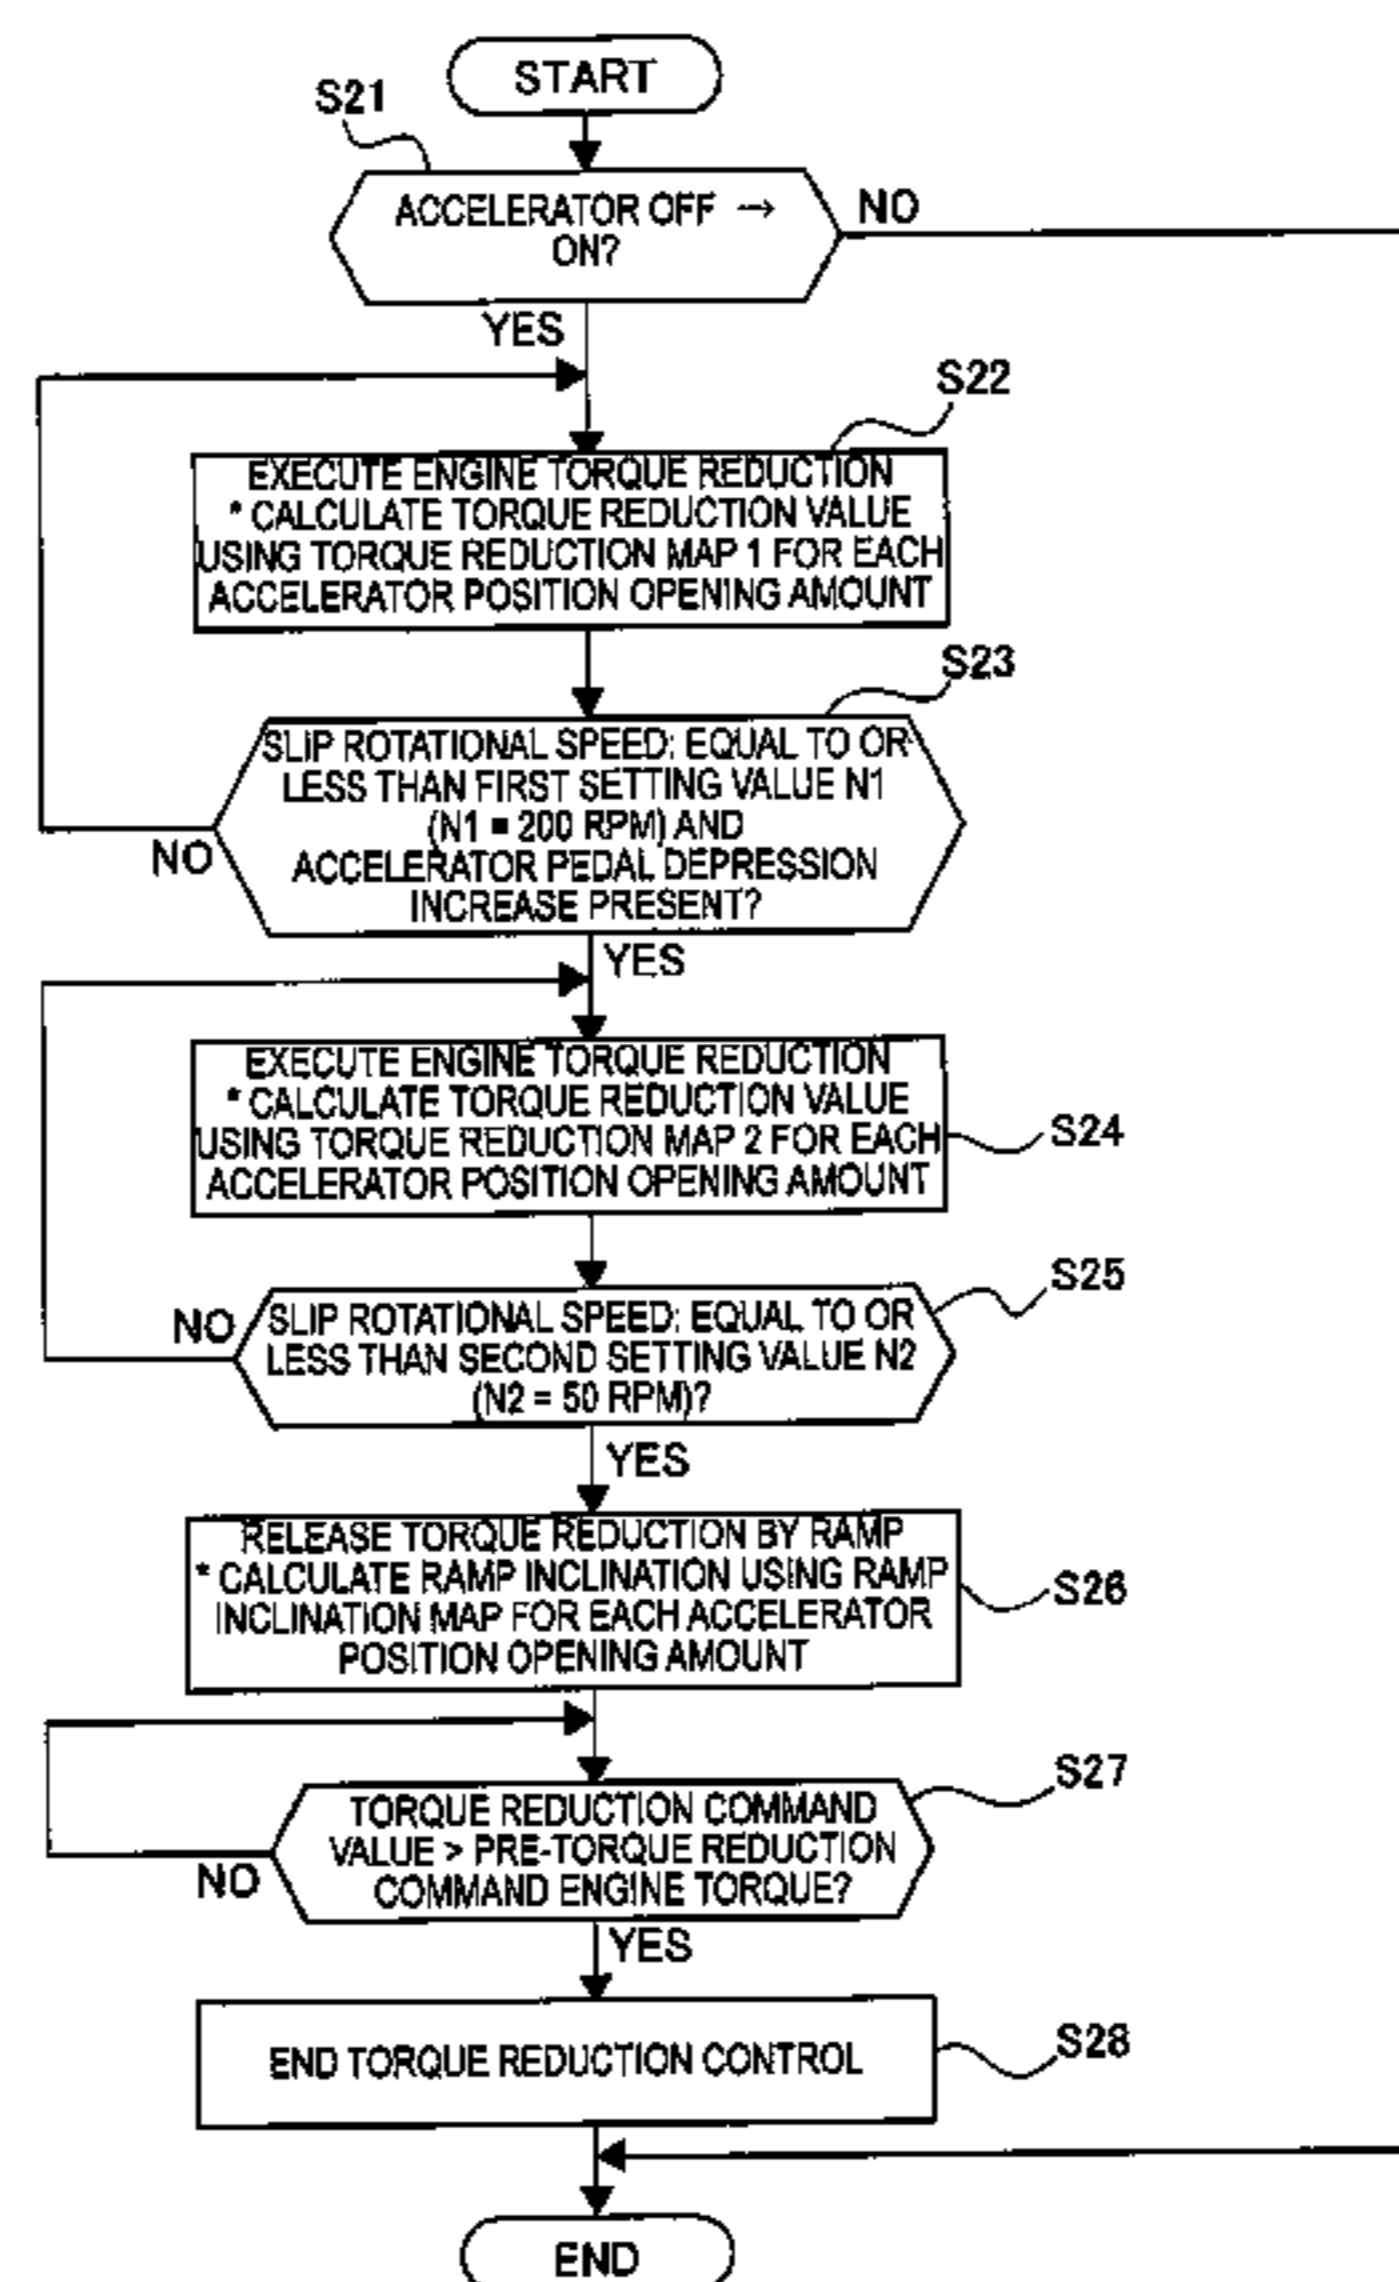 START
S21
ACCELERATOR OFF →
ON?
NO
YES
S22
EXECUTE ENGINE TORQUE REDUCTION
* CALCULATE TORQUE REDUCTION VALUE
USING TORQUE REDUCTION MAP 1 FOR EACH
ACCELERATOR POSITION OPENING AMOUNT
S23
SLIP ROTATIONAL SPEED: EQUAL TO OR
LESS THAN FIRST SETTING VALUE N1
(N1 = 200 RPM) AND
ACCELERATOR PEDAL DEPRESSION
INCREASE PRESENT?
NO
YES
EXECUTE ENGINE TORQUE REDUCTION
* CALCULATE TORQUE REDUCTION VALUE
USING TORQUE REDUCTION MAP 2 FOR EACH
ACCELERATOR POSITION OPENING AMOUNT
S24
S25
NO
SLIP ROTATIONAL SPEED: EQUAL TO OR
LESS THAN SECOND SETTING VALUE N2
(N2 = 50 RPM)?
YES
RELEASE TORQUE REDUCTION BY RAMP
* CALCULATE RAMP INCLINATION USING RAMP
INCLINATION MAP FOR EACH ACCELERATOR
POSITION OPENING AMOUNT
S26
S27
TORQUE REDUCTION COMMAND
VALUE > PRE-TORQUE REDUCTION
COMMAND ENGINE TORQUE?
NO
YES
END TORQUE REDUCTION CONTROL
S28
END